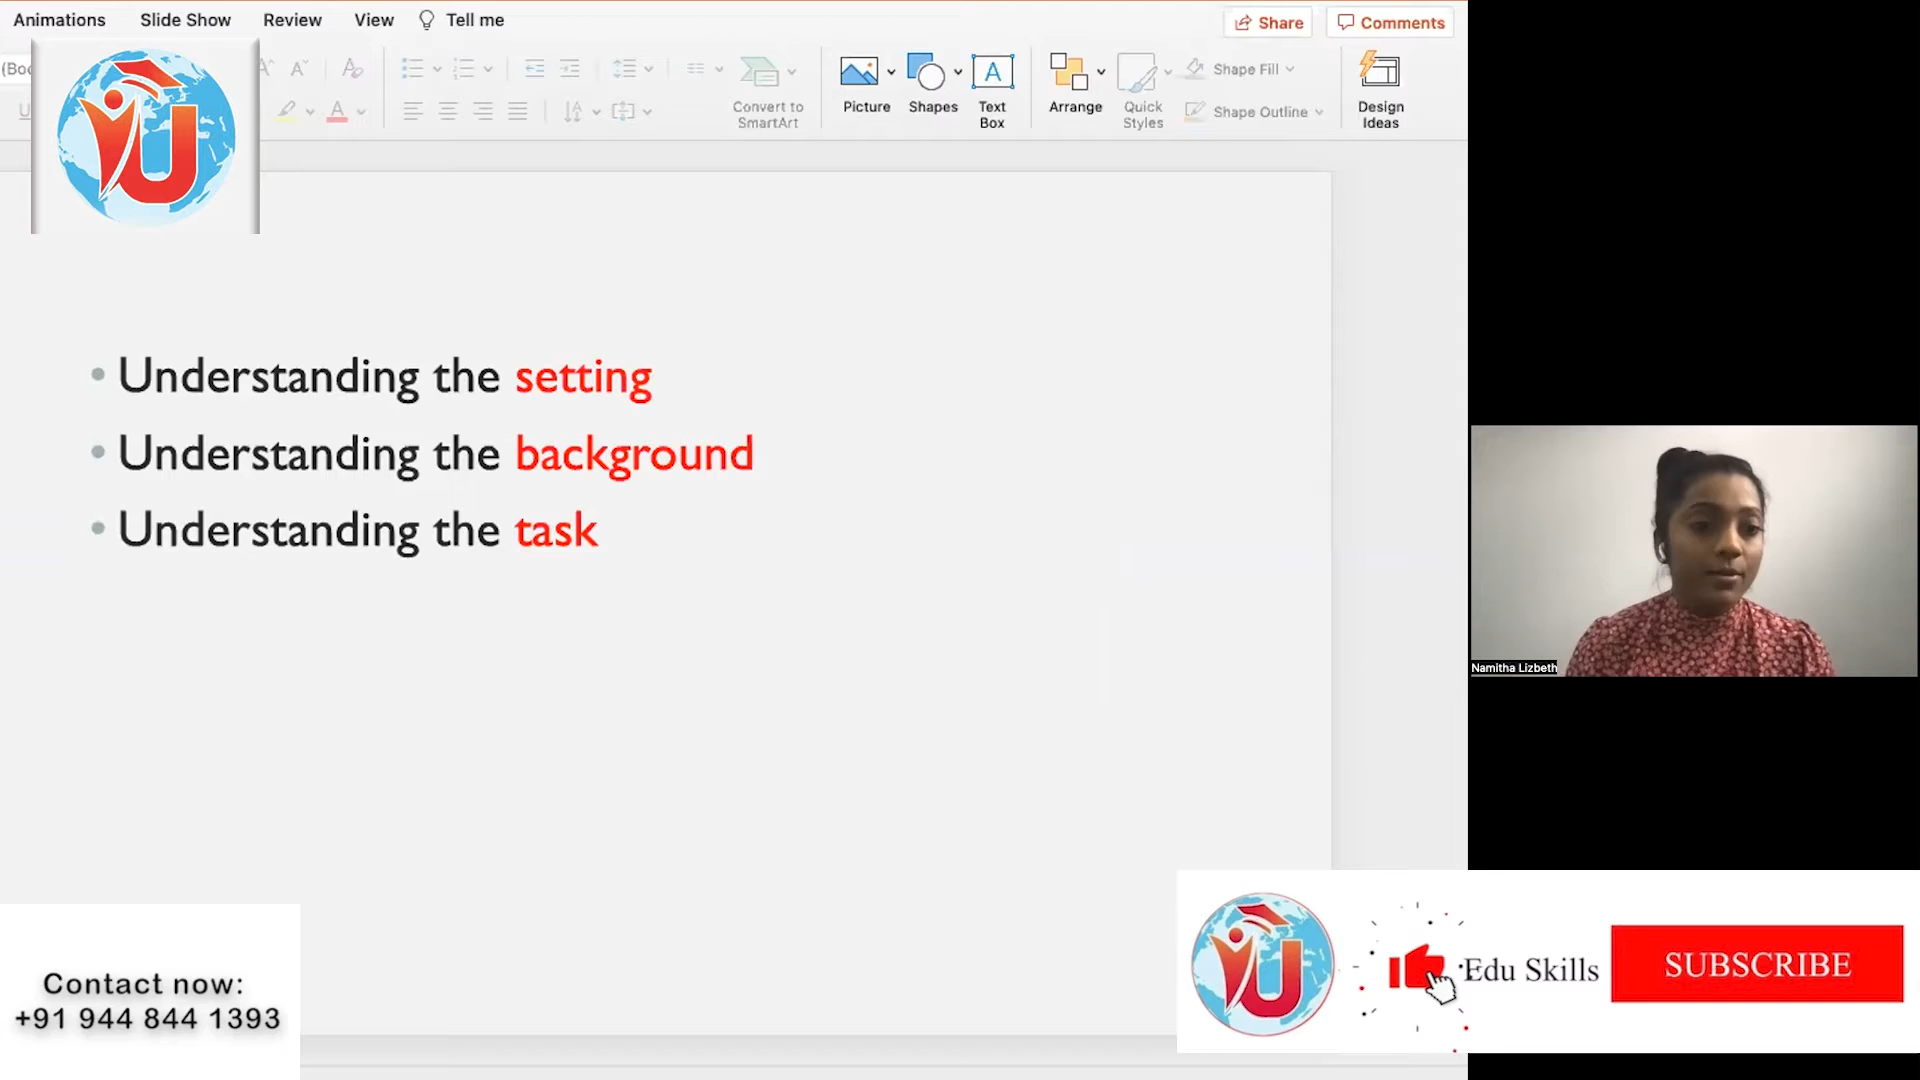 Animations Slide Show Review View Tell me
Share Comments
(Boo
A A A
U A
Convert to
SmartArt
Picture
Shapes
A
Text
Box
Arrange
Quick
Styles
Shape Fill
Shape Outline
Design
Ideas
U
• Understanding the setting
• Understanding the background
• Understanding the task
Namitha Lizbeth
Contact now:
+91 944 844 1393
U
Edu Skills
SUBSCRIBE